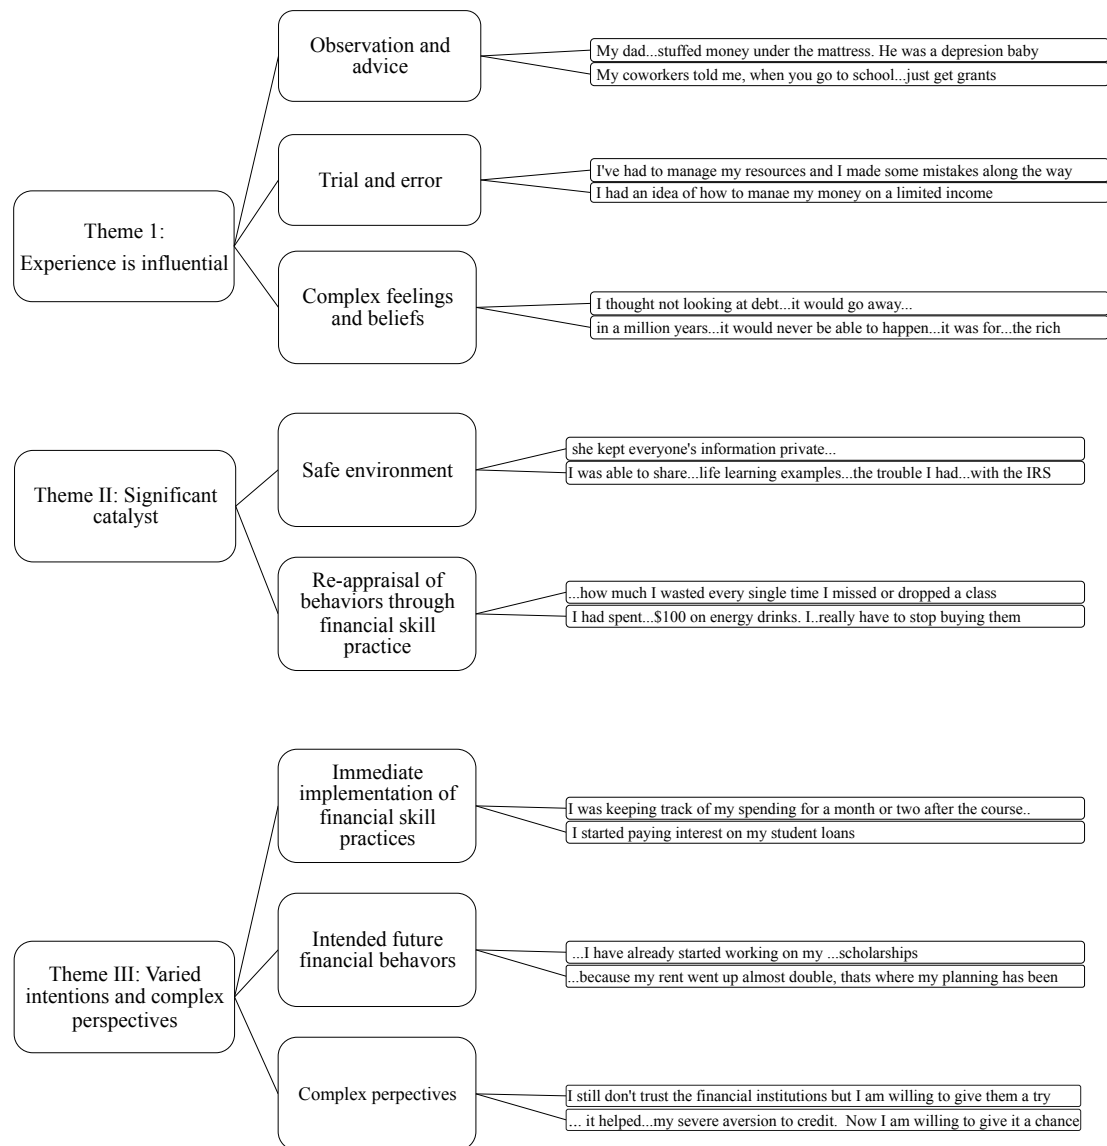 Theme 1:
Experience is influential
Observation and
advice
My dad...stuffed money under the mattress. He was a depresion baby
My coworkers told me, when you go to school...just get grants
Trial and error
I've had to manage my resources and I made some mistakes along the way
I had an idea of how to manae my money on a limited income
Complex feelings
and beliefs
I thought not looking at debt...it would go away...
in a million years...it would never be able to happen...it was for...the rich
Theme II: Significant
catalyst
Safe environment
she kept everyone's information private...
I was able to share...life learning examples...the trouble I had...with the IRS
Re-appraisal of
behaviors through
financial skill
practice
...how much I wasted every single time I missed or dropped a class
I had spent...$100 on energy drinks. I..really have to stop buying them
Theme III: Varied
intentions and complex
perspectives
Immediate
implementation of
financial skill
practices
I was keeping track of my spending for a month or two after the course..
I started paying interest on my student loans
Intended future
financial behavors
...I have already started working on my ...scholarships
...because my rent went up almost double, thats where my planning has been
Complex perpectives
I still don't trust the financial institutions but I am willing to give them a try
... it helped...my severe aversion to credit.  Now I am willing to give it a chance